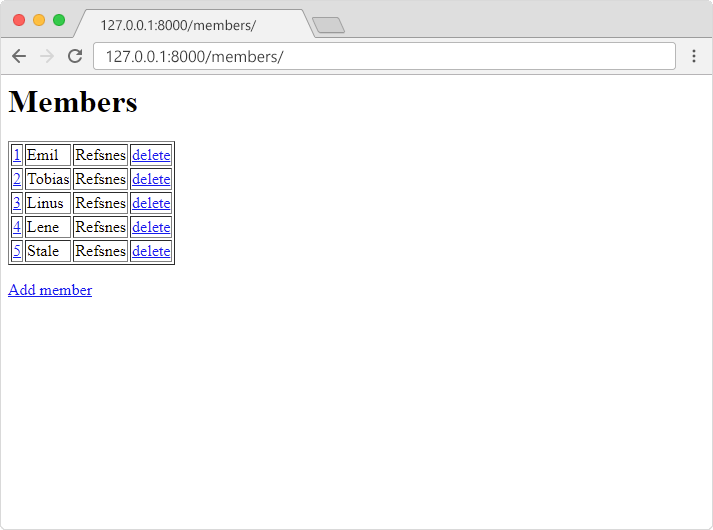 127.0.0.1:8000/members/
127.0.0.1:8000/members/
Members
1 Emil Refsnes delete
2 Tobias Refsnes delete
3 Linus Refsnes delete
4 Lene Refsnes delete
5 Stale Refsnes delete
Add member